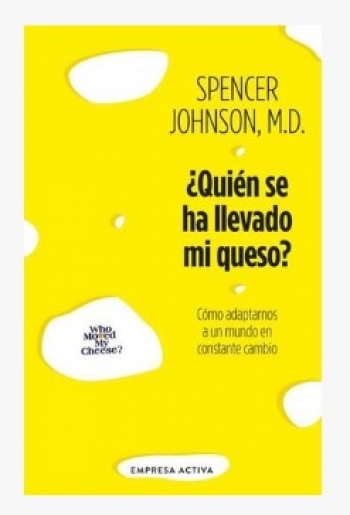 SPENCER
JOHNSON, M.D.
¿Quién se
ha llevado
mi queso?
Cómo adaptarnos
a un mundo en
constante cambio
Who
Moved
My
Cheese?
EMPRESA ACTIVA